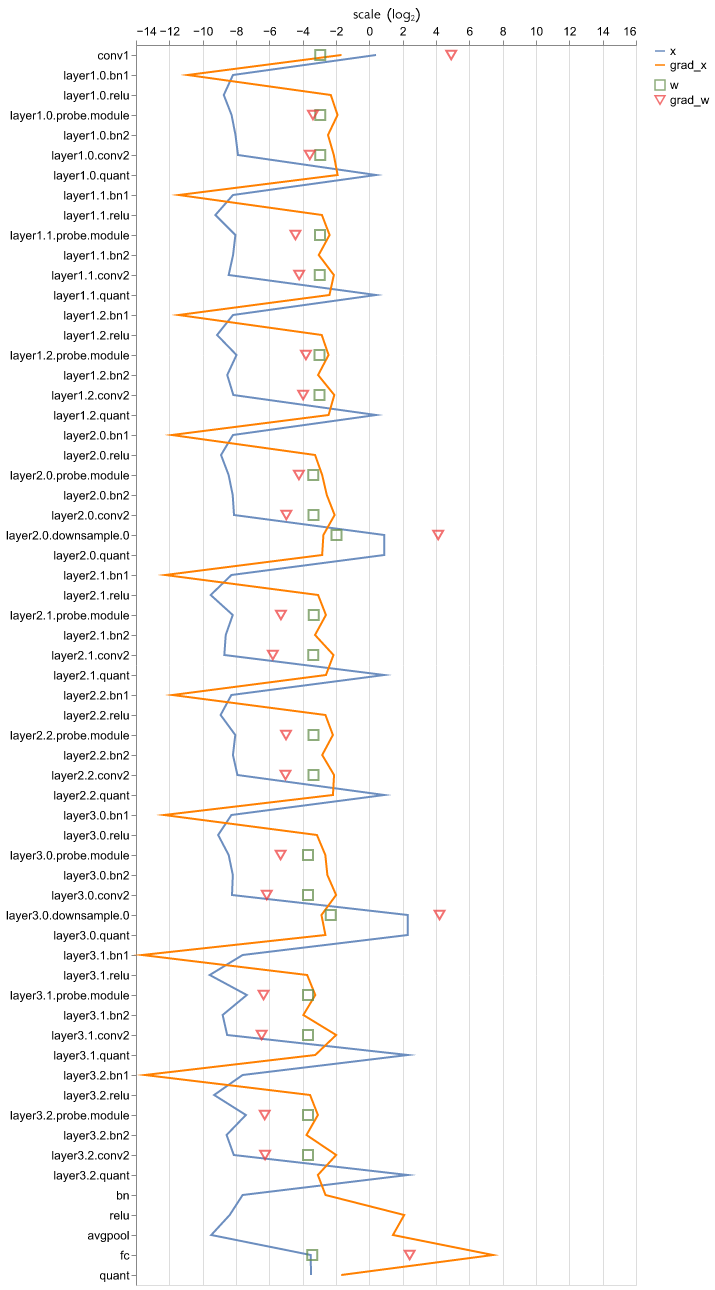 scale (log₂)
−14 −12 −10 −8 −6 −4 −2 0 2 4 6 8 10 12 14 16
x
grad_x
w
grad_w
conv1
layer1.0.bn1
layer1.0.relu
layer1.0.probe.module
layer1.0.bn2
layer1.0.conv2
layer1.0.quant
layer1.1.bn1
layer1.1.relu
layer1.1.probe.module
layer1.1.bn2
layer1.1.conv2
layer1.1.quant
layer1.2.bn1
layer1.2.relu
layer1.2.probe.module
layer1.2.bn2
layer1.2.conv2
layer1.2.quant
layer2.0.bn1
layer2.0.relu
layer2.0.probe.module
layer2.0.bn2
layer2.0.conv2
layer2.0.downsample.0
layer2.0.quant
layer2.1.bn1
layer2.1.relu
layer2.1.probe.module
layer2.1.bn2
layer2.1.conv2
layer2.1.quant
layer2.2.bn1
layer2.2.relu
layer2.2.probe.module
layer2.2.bn2
layer2.2.conv2
layer2.2.quant
layer3.0.bn1
layer3.0.relu
layer3.0.probe.module
layer3.0.bn2
layer3.0.conv2
layer3.0.downsample.0
layer3.0.quant
layer3.1.bn1
layer3.1.relu
layer3.1.probe.module
layer3.1.bn2
layer3.1.conv2
layer3.1.quant
layer3.2.bn1
layer3.2.relu
layer3.2.probe.module
layer3.2.bn2
layer3.2.conv2
layer3.2.quant
bn
relu
avgpool
fc
quant